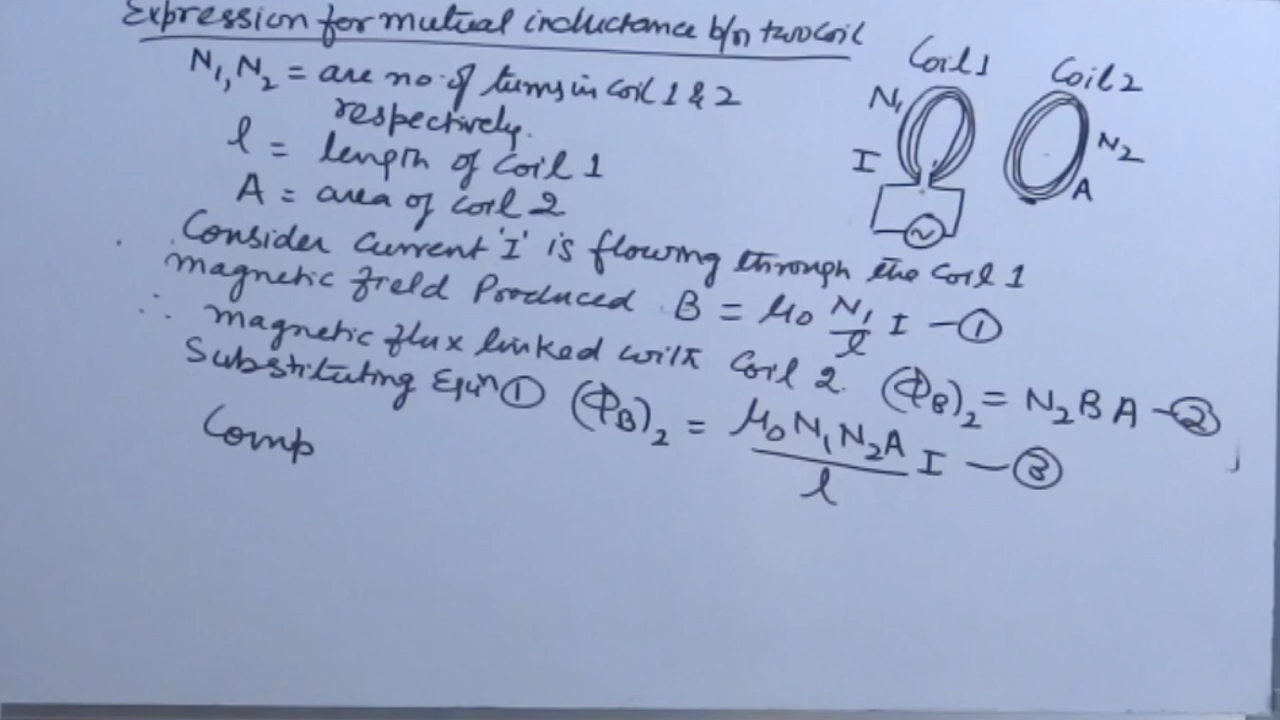 Expression for mutual inductance b/n two coil
N₁, N₂ = are no. of turns in coil 1 & 2
respectively.
l = length of coil 1
A = area of coil 2
Coil 1
Coil 2
N₁
N₂
I
A
~
Consider current 'I' is flowing through the coil 1
magnetic field Produced B = μ₀ N₁/l I — ①
∴ magnetic flux linked with coil 2. (Φ_B)₂ = N₂ B A — ②
Substituting Eqⁿ ① (Φ_B)₂ = μ₀ N₁ N₂ A / l I — ③
Comp